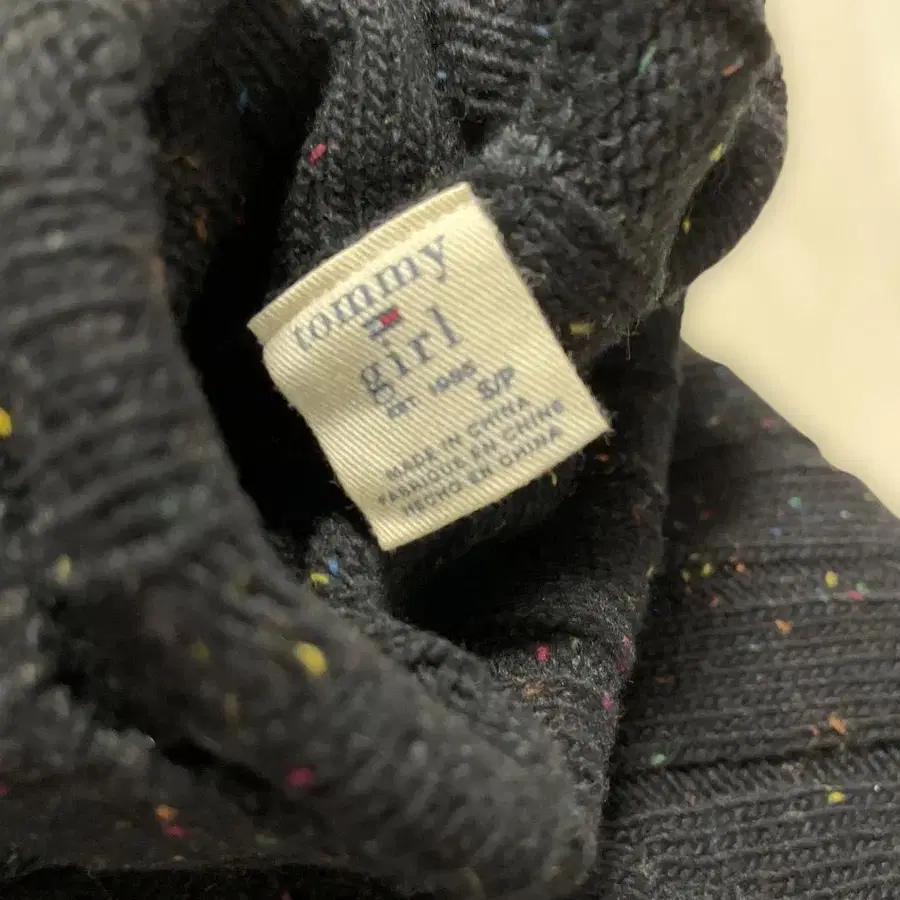 tommy
girl
EST. 1985
S/P
MADE IN CHINA
FABRIQUE EN CHINE
HECHO EN CHINA